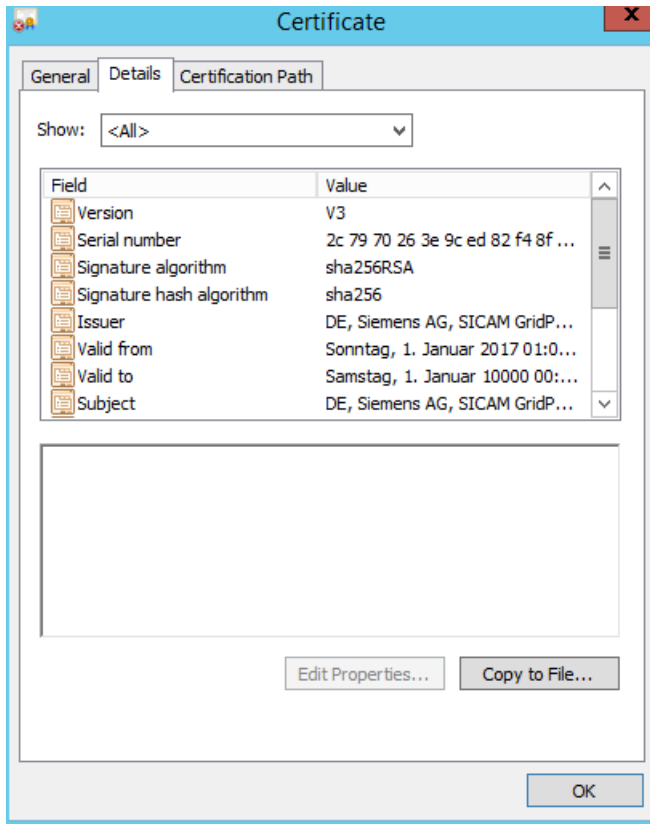 Certificate
X
General Details Certification Path
Show: <All>
Field Value
Version V3
Serial number 2c 79 70 26 3e 9c ed 82 f4 8f ...
Signature algorithm sha256RSA
Signature hash algorithm sha256
Issuer DE, Siemens AG, SICAM GridP...
Valid from Sonntag, 1. Januar 2017 01:0...
Valid to Samstag, 1. Januar 10000 00:...
Subject DE, Siemens AG, SICAM GridP...
Edit Properties... Copy to File...
OK